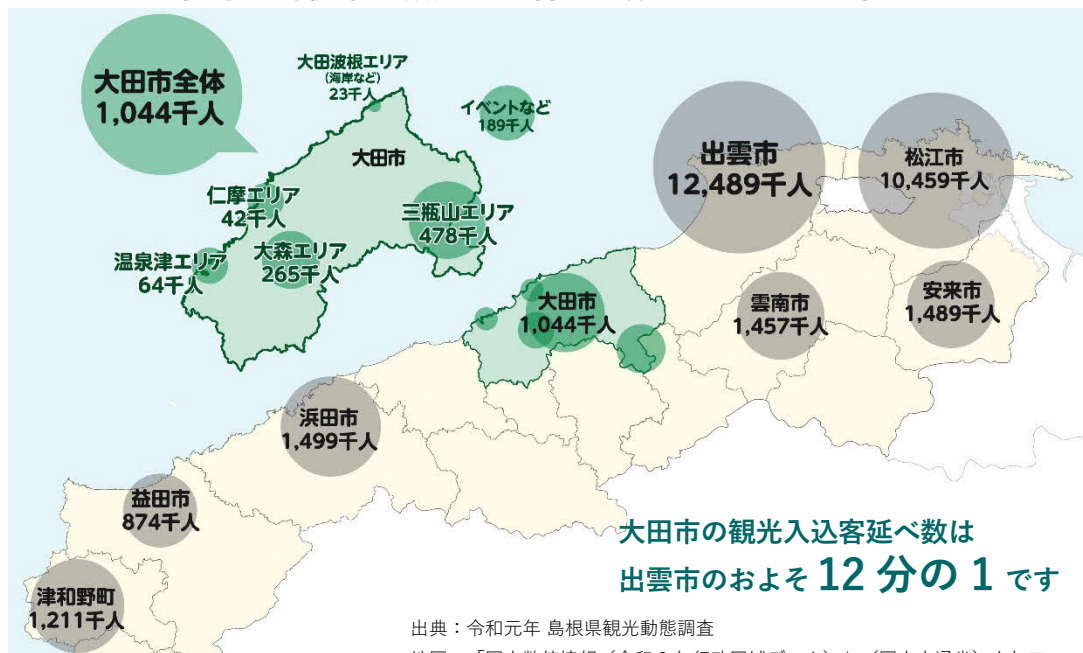 大田市全体
1,044千人
大田波根エリア
(海岸など)
23千人
イベントなど
189千人
大田市
仁摩エリア
42千人
三瓶山エリア
478千人
大森エリア
265千人
温泉津エリア
64千人
出雲市
12,489千人
松江市
10,459千人
大田市
1,044千人
雲南市
1,457千人
安来市
1,489千人
浜田市
1,499千人
益田市
874千人
津和野町
1,211千人
大田市の観光入込客延べ数は
出雲市のおよそ 12 分の 1 です
出典：令和元年 島根県観光動態調査